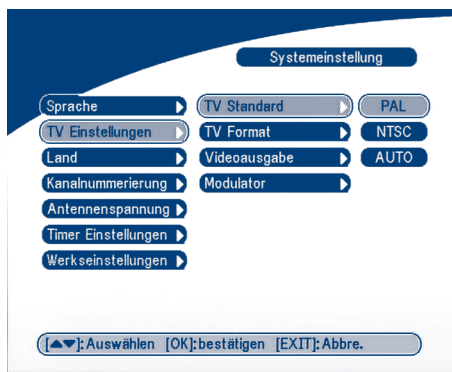 Systemeinstellung
Sprache TV Standard PAL
TV Einstellungen TV Format NTSC
Land Videoausgabe AUTO
Kanalnummerierung Modulator
Antennenspannung
Timer Einstellungen
Werkseinstellungen
[▲▼]: Auswählen [OK]: bestätigen [EXIT]: Abbre.